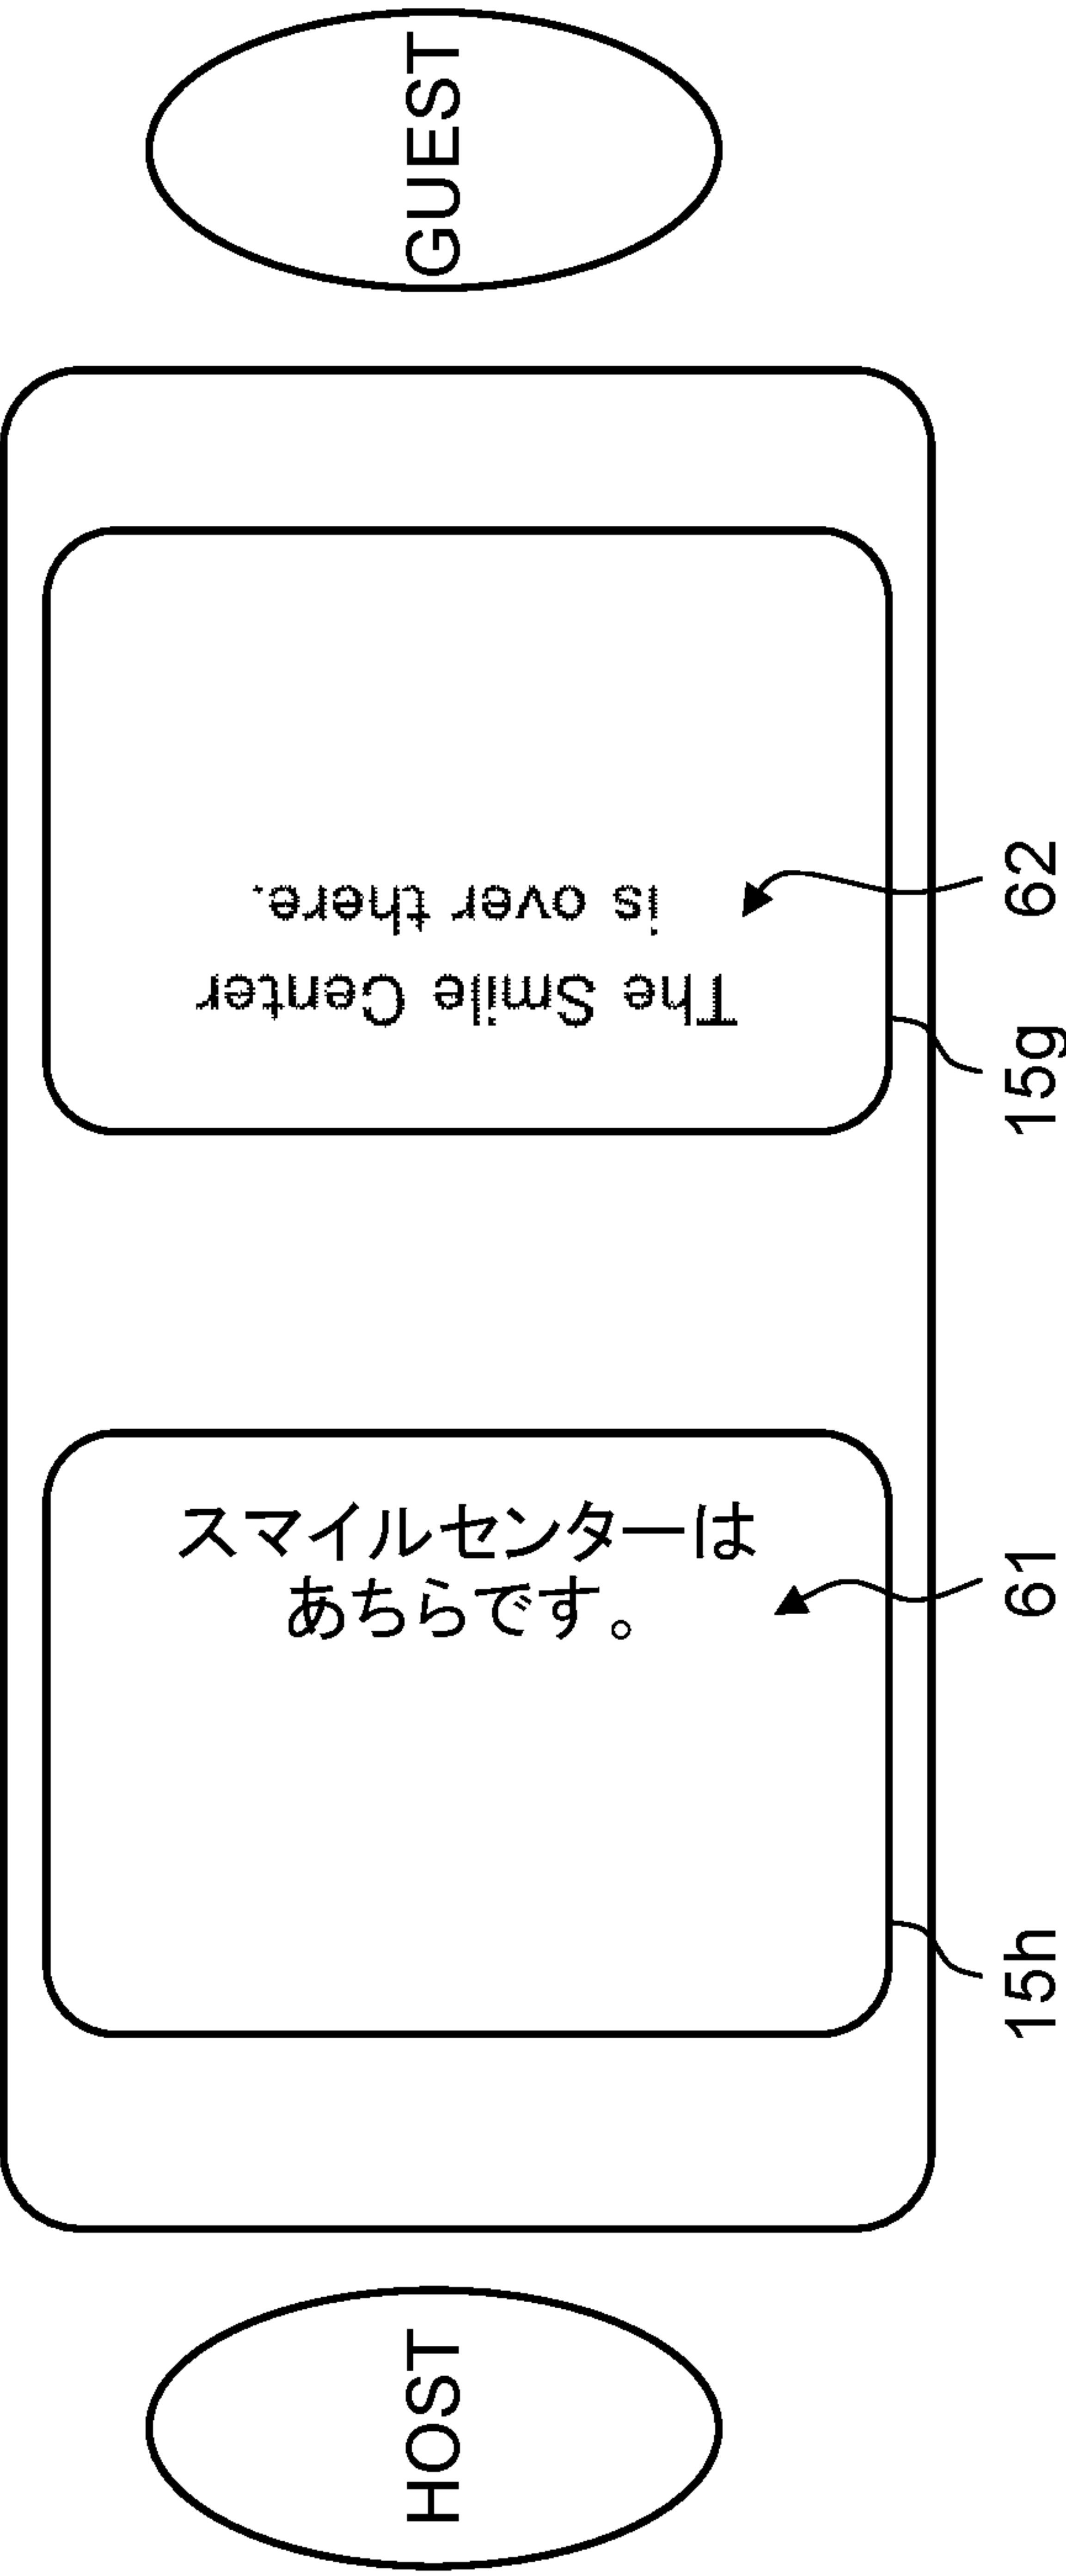 GUEST
The Smile Center
is over there.
62
15g
スマイルセンターは
あちらです。
61
15h
HOST